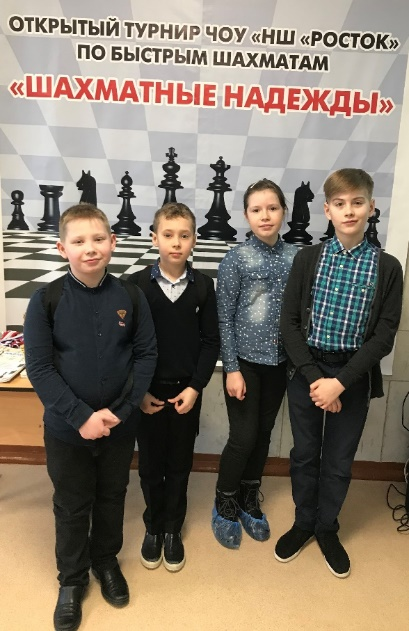 ОТКРЫТЫЙ ТУРНИР ЧОУ «НШ «РОСТОК»
ПО БЫСТРЫМ ШАХМАТАМ
«ШАХМАТНЫЕ НАДЕЖДЫ»